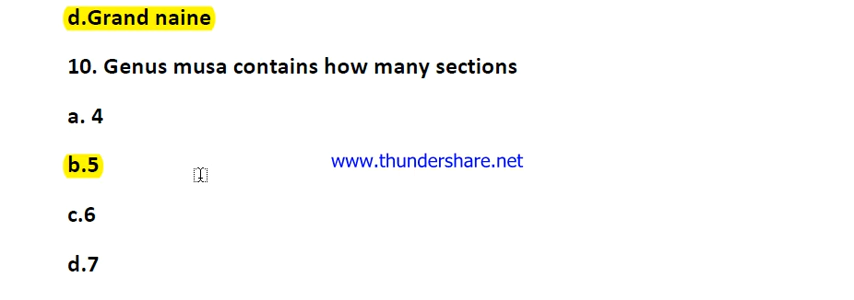 d.Grand naine
10. Genus musa contains how many sections
a. 4
b.5
www.thundershare.net
c.6
d.7